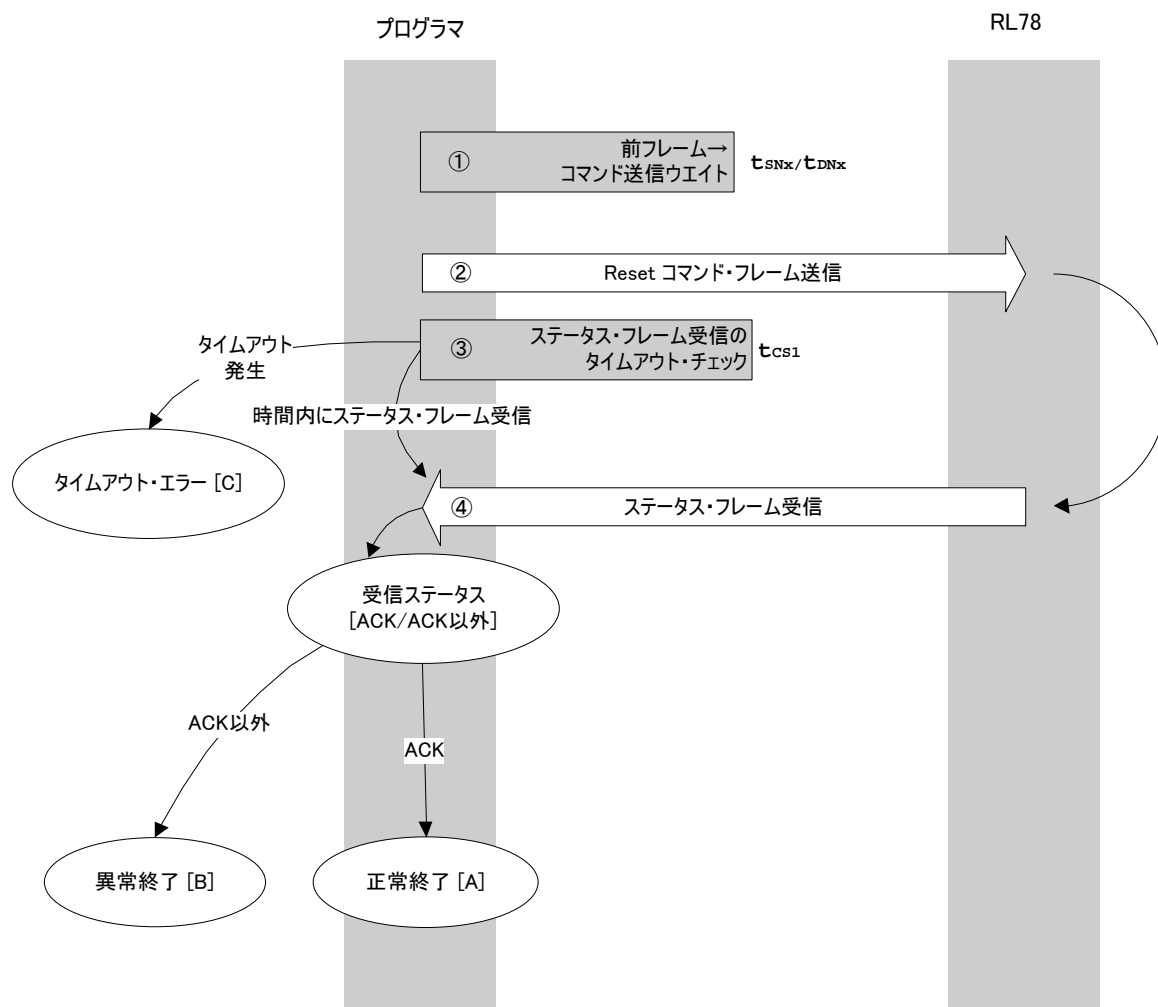 プログラマ
RL78
①
前フレーム→
コマンド送信ウエイト
tSNx/tDNx
②
Reset コマンド・フレーム送信
③
ステータス・フレーム受信の
タイムアウト・チェック
tCS1
タイムアウト
発生
時間内にステータス・フレーム受信
タイムアウト・エラー [C]
④
ステータス・フレーム受信
受信ステータス
[ACK/ACK以外]
ACK以外
ACK
異常終了 [B]
正常終了 [A]